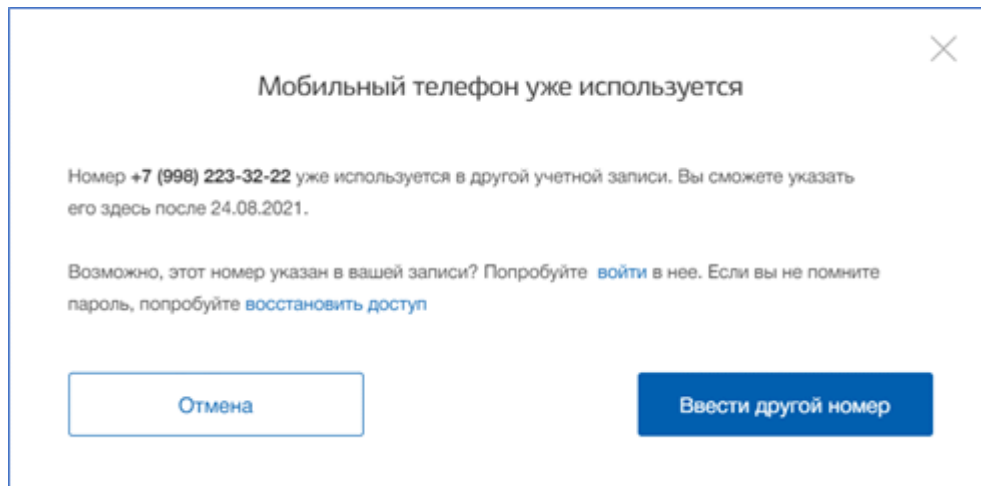 Мобильный телефон уже используется
Номер +7 (998) 223-32-22 уже используется в другой учетной записи. Вы сможете указать
его здесь после 24.08.2021.
Возможно, этот номер указан в вашей записи? Попробуйте войти в нее. Если вы не помните
пароль, попробуйте восстановить доступ
Отмена
Ввести другой номер